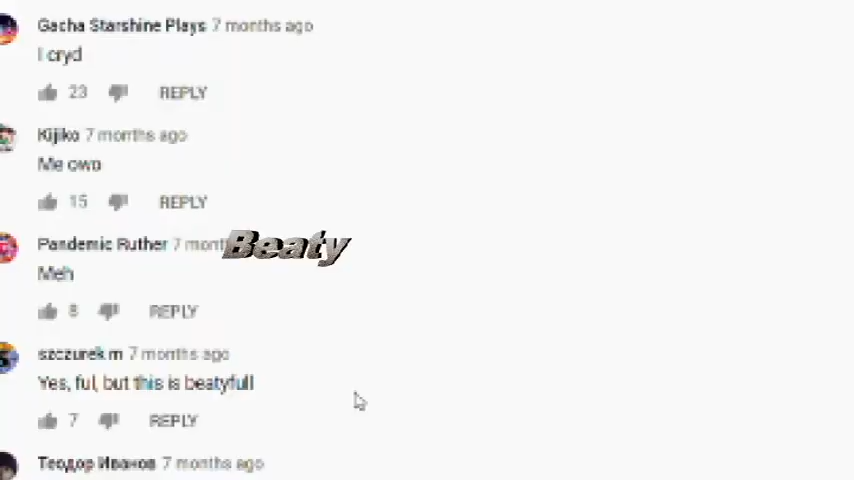 Gacha Starshine Plays 7 months ago
I cryd
23 REPLY
Kijiko 7 months ago
Me owo
15 REPLY
Pandemic Ruther 7 mont
Beaty
Meh
8 REPLY
szczurek m 7 months ago
Yes, ful, but this is beatyfull
7 REPLY
Теодор Иванов 7 months ago